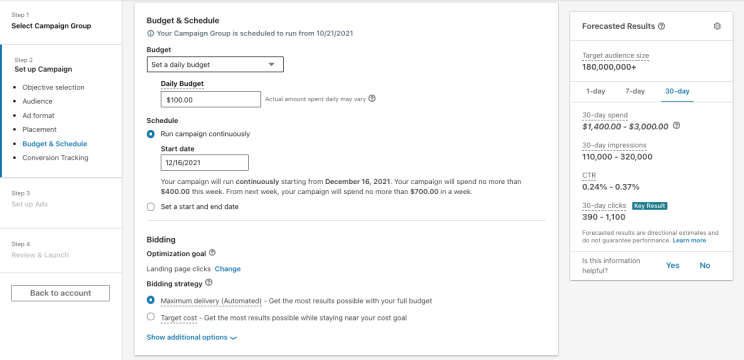 Step 1
Select Campaign Group
Step 2
Set up Campaign
Objective selection
Audience
Ad format
Placement
Budget & Schedule
Conversion Tracking
Step 3
Set up Ads
Step 4
Review & Launch
Back to account
Budget & Schedule
Your Campaign Group is scheduled to run from 10/21/2021
Budget
Set a daily budget
Daily Budget
$100.00
Actual amount spent daily may vary
Schedule
Run campaign continuously
Start date
12/16/2021
Your campaign will run continuously starting from December 16, 2021. Your campaign will spend no more than
$400.00 this week. From next week, your campaign will spend no more than $700.00 in a week.
Set a start and end date
Bidding
Optimization goal
Landing page clicks Change
Bidding strategy
Maximum delivery (Automated) - Get the most results possible with your full budget
Target cost - Get the most results possible while staying near your cost goal
Show additional options
Forecasted Results
Target audience size
180,000,000+
1-day 7-day 30-day
30-day spend
$1,400.00 - $3,000.00
30-day impressions
110,000 - 320,000
CTR
0.24% - 0.37%
30-day clicks Key Result
390 - 1,100
Forecasted results are directional estimates and
do not guarantee performance. Learn more
Is this information
helpful?
Yes No